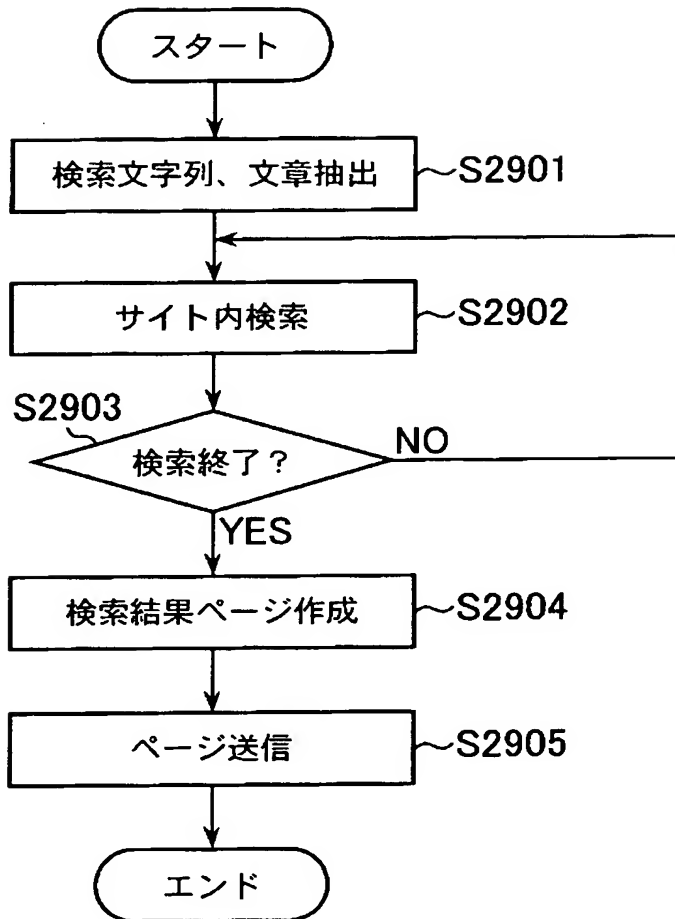 スタート
検索文字列、文章抽出
S2901
サイト内検索
S2902
S2903
検索終了？
NO
YES
検索結果ページ作成
S2904
ページ送信
S2905
エンド